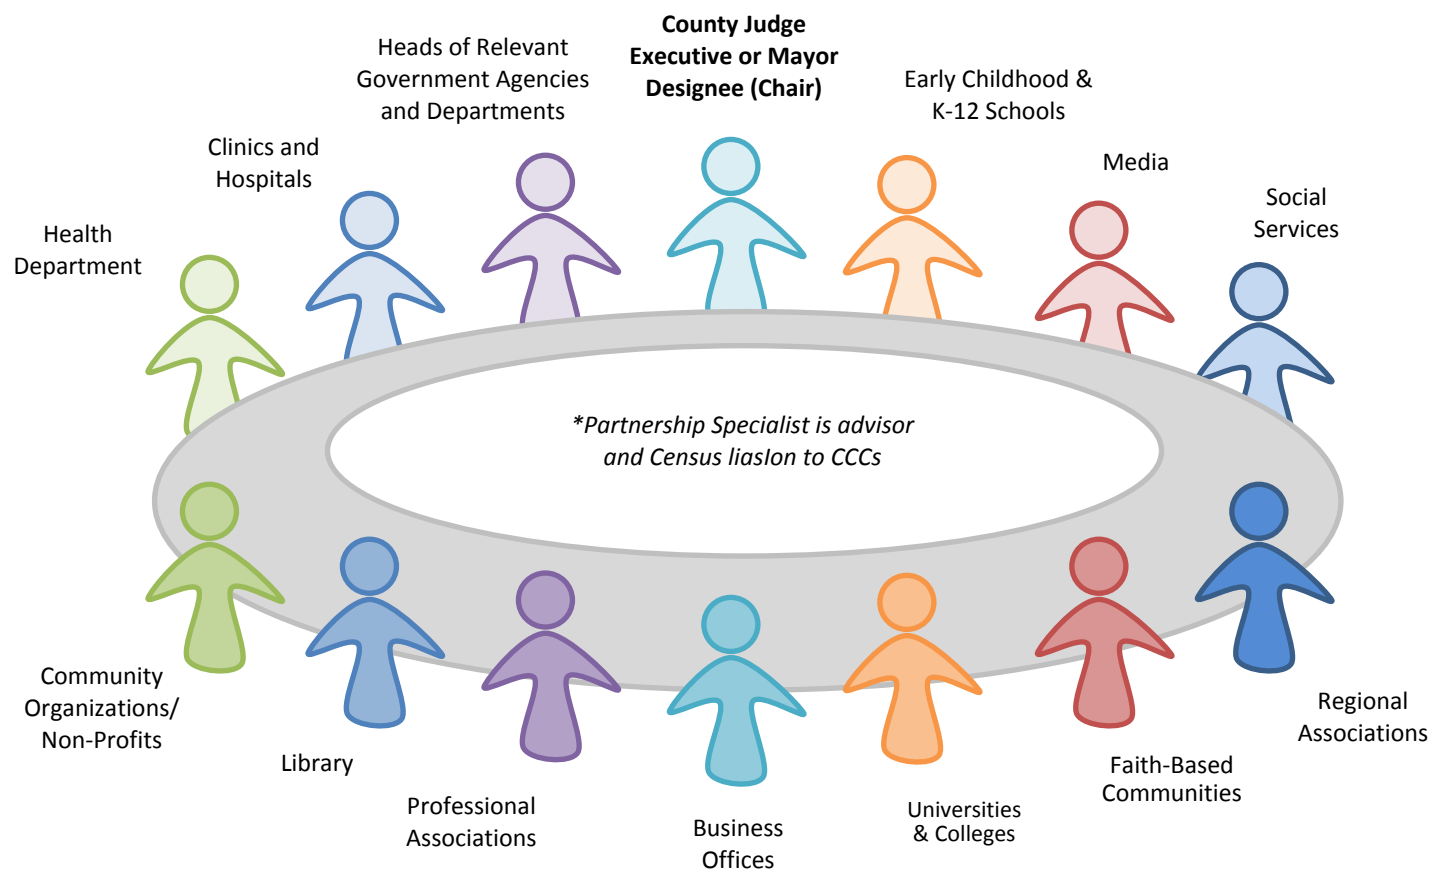 County Judge
Executive or Mayor
Designee (Chair)
Heads of Relevant
Government Agencies
and Departments
Early Childhood &
K-12 Schools
Clinics and
Hospitals
Media
Social
Services
Health
Department
*Partnership Specialist is advisor
and Census liasIon to CCCs
Community
Organizations/
Non-Profits
Library
Professional
Associations
Business
Offices
Universities
& Colleges
Faith-Based
Communities
Regional
Associations